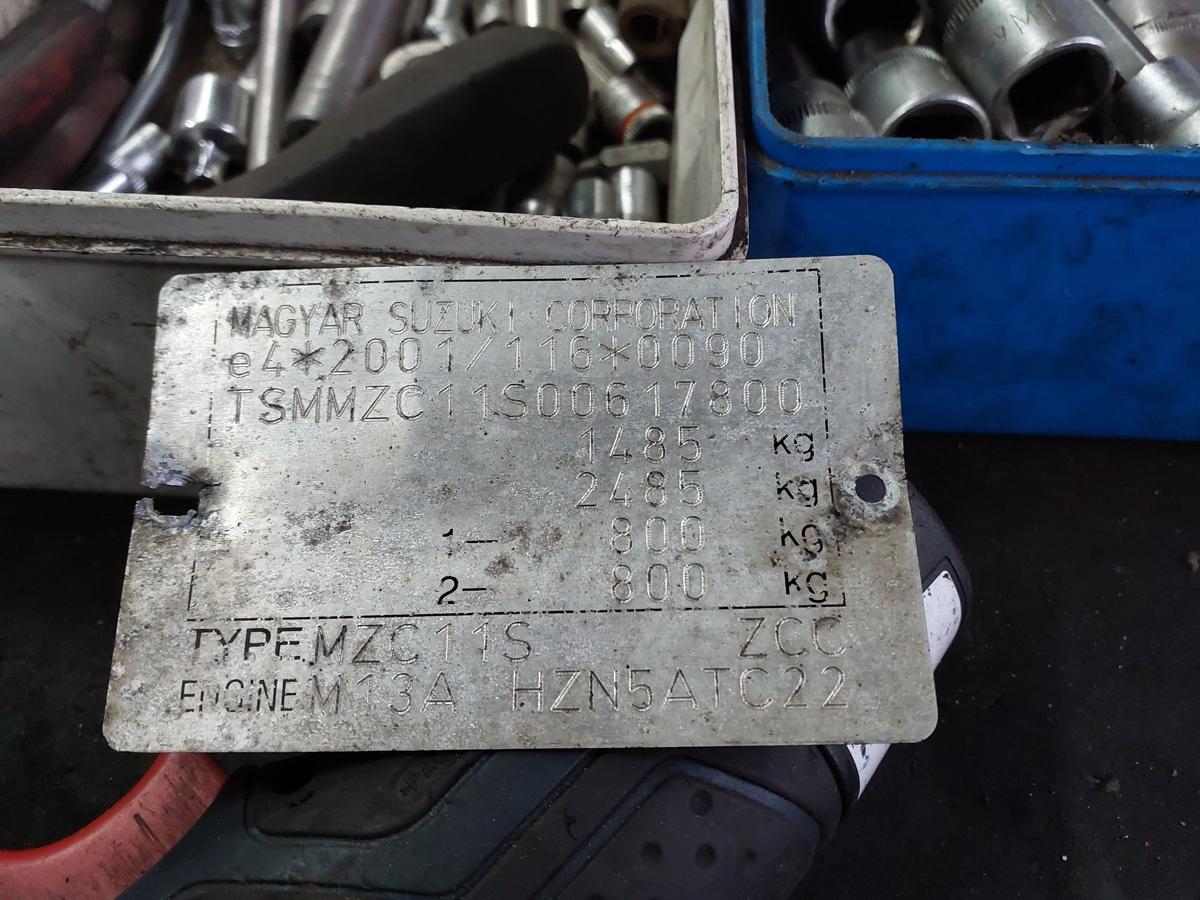 MAGYAR SUZUKI CORPORATION
e4*2001/116*0090
TSMMZC11S00617800
1485 kg
2485 kg
1- 800 kg
2- 800 kg
TYPE MZC11S ZCC
ENGINE M13A HZN5ATC22